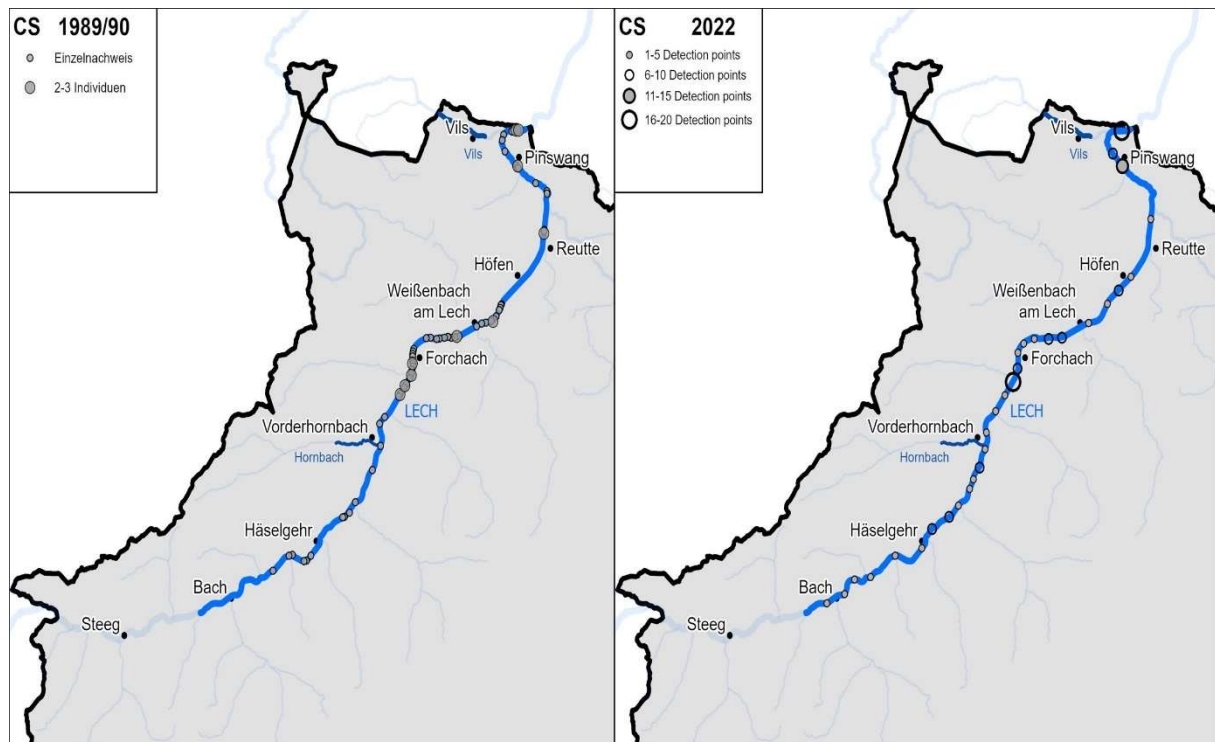 CS 1989/90
Einzelnachweis
2-3 Individuen
Vils
Vils
Pinswang
Reutte
Höfen
Weißenbach
am Lech
Forchach
LECH
Vorderhornbach
Hornbach
Häselgehr
Bach
Steeg
CS 2022
1-5 Detection points
6-10 Detection points
11-15 Detection points
16-20 Detection points
Vils
Vils
Pinswang
Reutte
Höfen
Weißenbach
am Lech
Forchach
LECH
Vorderhornbach
Hornbach
Häselgehr
Bach
Steeg